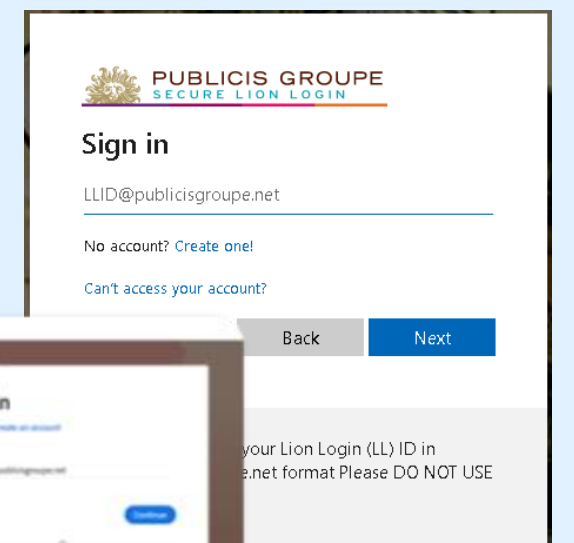 PUBLICIS GROUPE
SECURE LION LOGIN
Sign in
LLID@publicisgroupe.net
No account? Create one!
Can't access your account?
Back
Next
your Lion Login (LL) ID in
.net format Please DO NOT USE
Continue